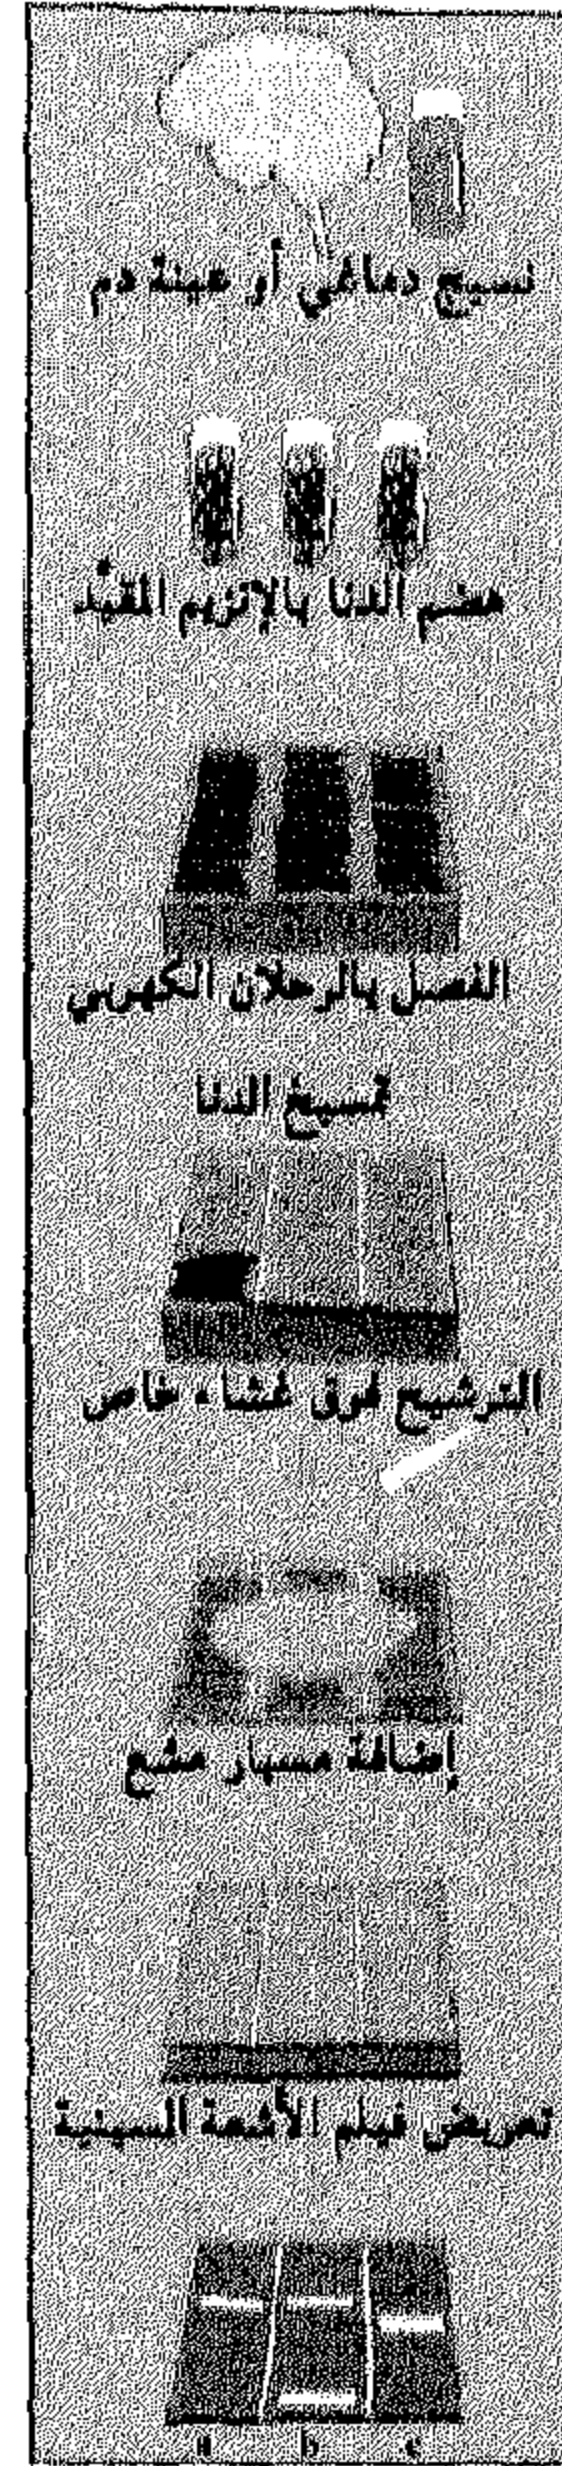 نسيج دماغي أو عينة دم
هضم الدنا بالإنزيم المقيِّد
الفصل بالرحلان الكهربي
تمسيخ الدنا
الترشيح فوق غشاء خاص
إضافة مسبار مشع
تعريض فيلم الأشعة السينية
a b c